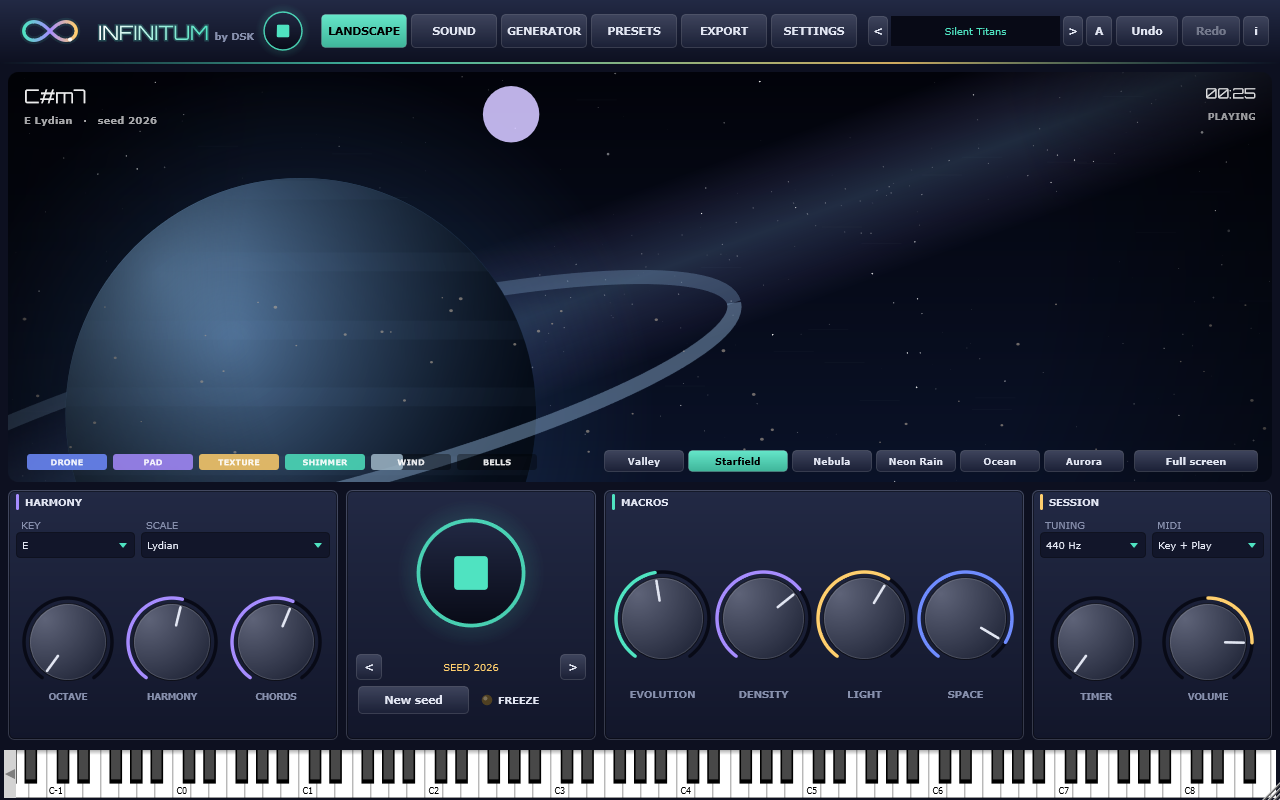 INFINITUM by DSK
LANDSCAPE
SOUND
GENERATOR
PRESETS
EXPORT
SETTINGS
<
Silent Titans
>
A
Undo
Redo
i
C#m7
E Lydian · seed 2026
00:25
PLAYING
DRONE
PAD
TEXTURE
SHIMMER
WIND
BELLS
Valley
Starfield
Nebula
Neon Rain
Ocean
Aurora
Full screen
HARMONY
KEY
SCALE
E
Lydian
OCTAVE
HARMONY
CHORDS
<
SEED 2026
>
New seed
FREEZE
MACROS
EVOLUTION
DENSITY
LIGHT
SPACE
SESSION
TUNING
MIDI
440 Hz
Key + Play
TIMER
VOLUME
C-1
C0
C1
C2
C3
C4
C5
C6
C7
C8